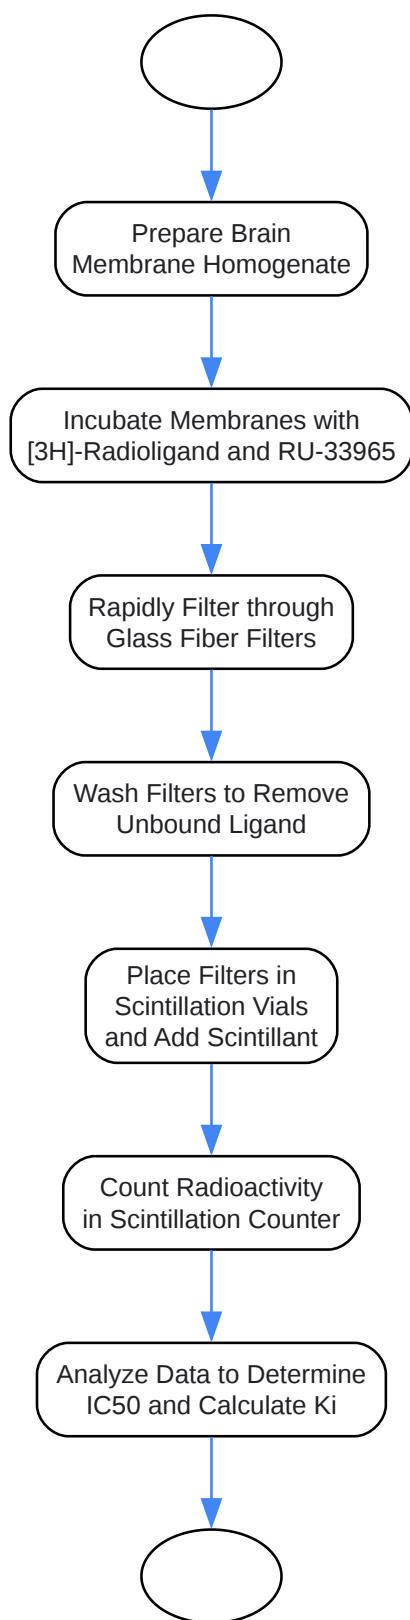 Prepare Brain
Membrane Homogenate
Incubate Membranes with
[3H]-Radioligand and RU-33965
Rapidly Filter through
Glass Fiber Filters
Wash Filters to Remove
Unbound Ligand
Place Filters in
Scintillation Vials
and Add Scintillant
Count Radioactivity
in Scintillation Counter
Analyze Data to Determine
IC50 and Calculate Ki